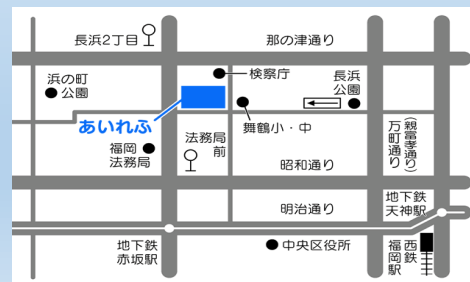 長浜2丁目
那の津通り
検察庁
浜の町
公園
長浜
公園
あいれふ
舞鶴小・中
福岡
法務局
法務局
前
昭和通り
万町通り
(親富孝通り)
明治通り
地下鉄
天神駅
地下鉄
赤坂駅
中央区役所
西鉄
福岡駅